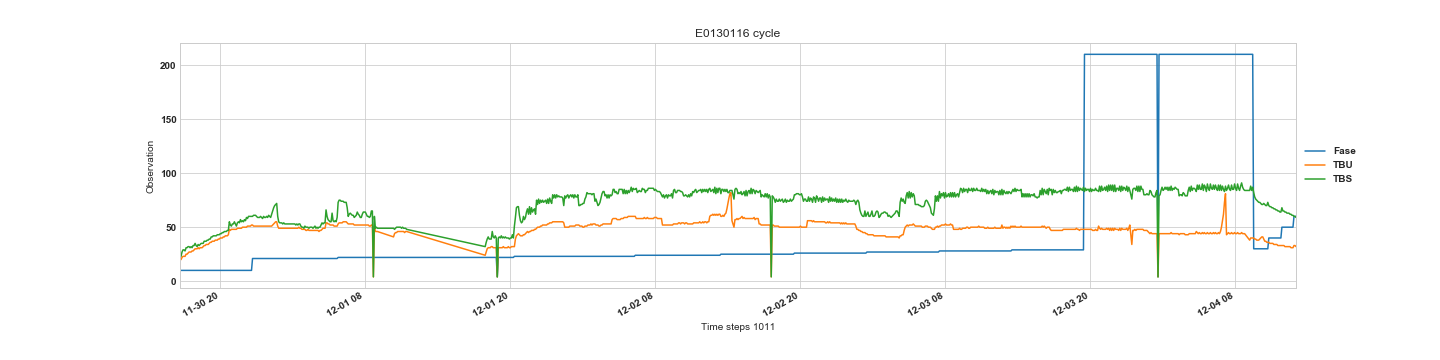 E0130116 cycle
200
150
100
50
0
Observation
11-30 20
12-01 08
12-01 20
12-02 08
12-02 20
12-03 08
12-03 20
12-04 08
Time steps 1011
Fase
TBU
TBS